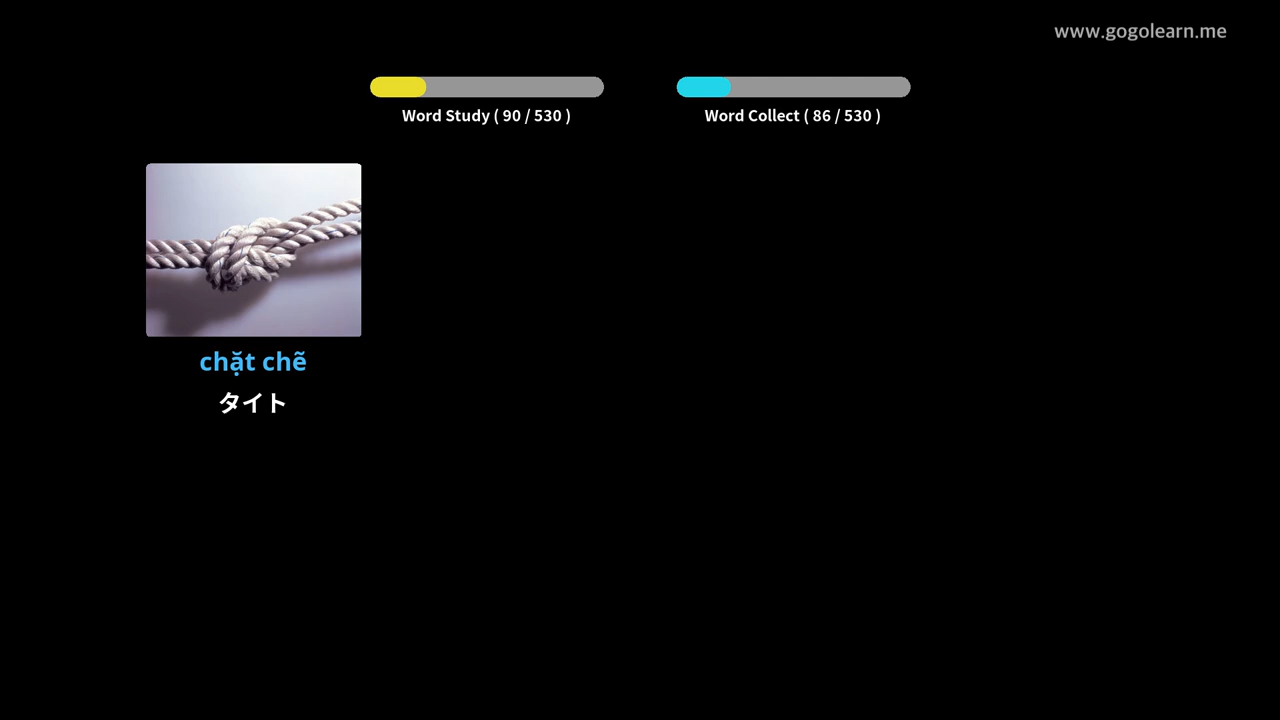 www.gogolearn.me
Word Study ( 90 / 530 )
Word Collect ( 86 / 530 )
chặt chẽ
タイト